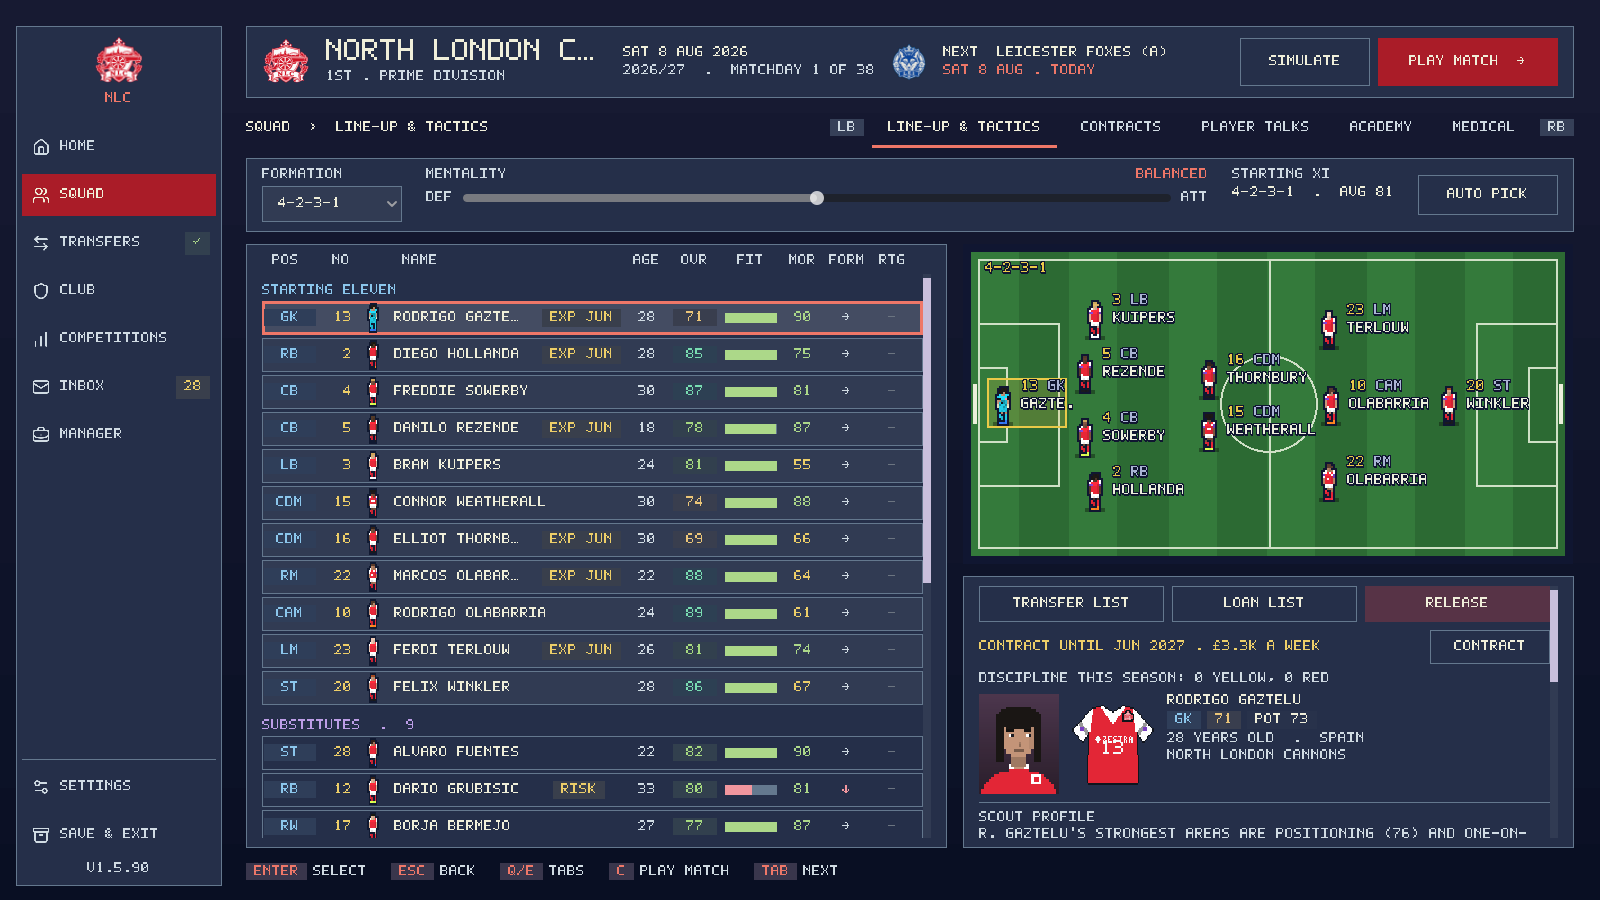 NLC
HOME
SQUAD
TRANSFERS
CLUB
COMPETITIONS
INBOX 28
MANAGER
SETTINGS
SAVE & EXIT
V1.5.90
NORTH LONDON C...
1ST . PRIME DIVISION
SAT 8 AUG 2026
2026/27 . MATCHDAY 1 OF 38
NEXT LEICESTER FOXES (A)
SAT 8 AUG . TODAY
SIMULATE
PLAY MATCH →
SQUAD > LINE-UP & TACTICS
LB LINE-UP & TACTICS CONTRACTS PLAYER TALKS ACADEMY MEDICAL RB
FORMATION
4-2-3-1
MENTALITY BALANCED
DEF ATT
STARTING XI
4-2-3-1 . AVG 81
AUTO PICK
POS NO NAME AGE OVR FIT MOR FORM RTG
STARTING ELEVEN
GK 13 RODRIGO GAZTE... EXP JUN 28 71 90 → —
RB 2 DIEGO HOLLANDA EXP JUN 28 85 75 → —
CB 4 FREDDIE SOWERBY 30 87 81 → —
CB 5 DANILO REZENDE EXP JUN 18 78 87 → —
LB 3 BRAM KUIPERS 24 81 55 → —
CDM 15 CONNOR WEATHERALL 30 74 88 → —
CDM 16 ELLIOT THORNB... EXP JUN 30 69 66 → —
RM 22 MARCOS OLABAR... EXP JUN 22 88 64 → —
CAM 10 RODRIGO OLABARRIA 24 89 61 → —
LM 23 FERDI TERLOUW EXP JUN 26 81 74 → —
ST 20 FELIX WINKLER 28 86 67 → —
SUBSTITUTES . 9
ST 28 ALVARO FUENTES 22 82 90 → —
RB 12 DARIO GRUBISIC RISK 33 80 81 ↓ —
RW 17 BORJA BERMEJO 27 77 87 → —
4-2-3-1
3 LB
KUIPERS
23 LM
TERLOUW
5 CB
REZENDE
16 CDM
THORNBURY
13 GK
GAZTE.
10 CAM
OLABARRIA
20 ST
WINKLER
4 CB
SOWERBY
15 CDM
WEATHERALL
2 RB
HOLLANDA
22 RM
OLABARRIA
TRANSFER LIST LOAN LIST RELEASE
CONTRACT UNTIL JUN 2027 . £3.3K A WEEK
CONTRACT
DISCIPLINE THIS SEASON: 0 YELLOW, 0 RED
13
RODRIGO GAZTELU
GK 71 POT 73
28 YEARS OLD . SPAIN
NORTH LONDON CANNONS
SCOUT PROFILE
R. GAZTELU'S STRONGEST AREAS ARE POSITIONING (76) AND ONE-ON-
ENTER SELECT ESC BACK Q/E TABS C PLAY MATCH TAB NEXT